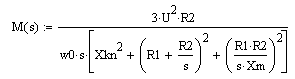 M(s) := 3·U²·R2 / (w0·s·[Xkn² + (R1 + R2/s)² + (R1·R2/(s·Xm))²])